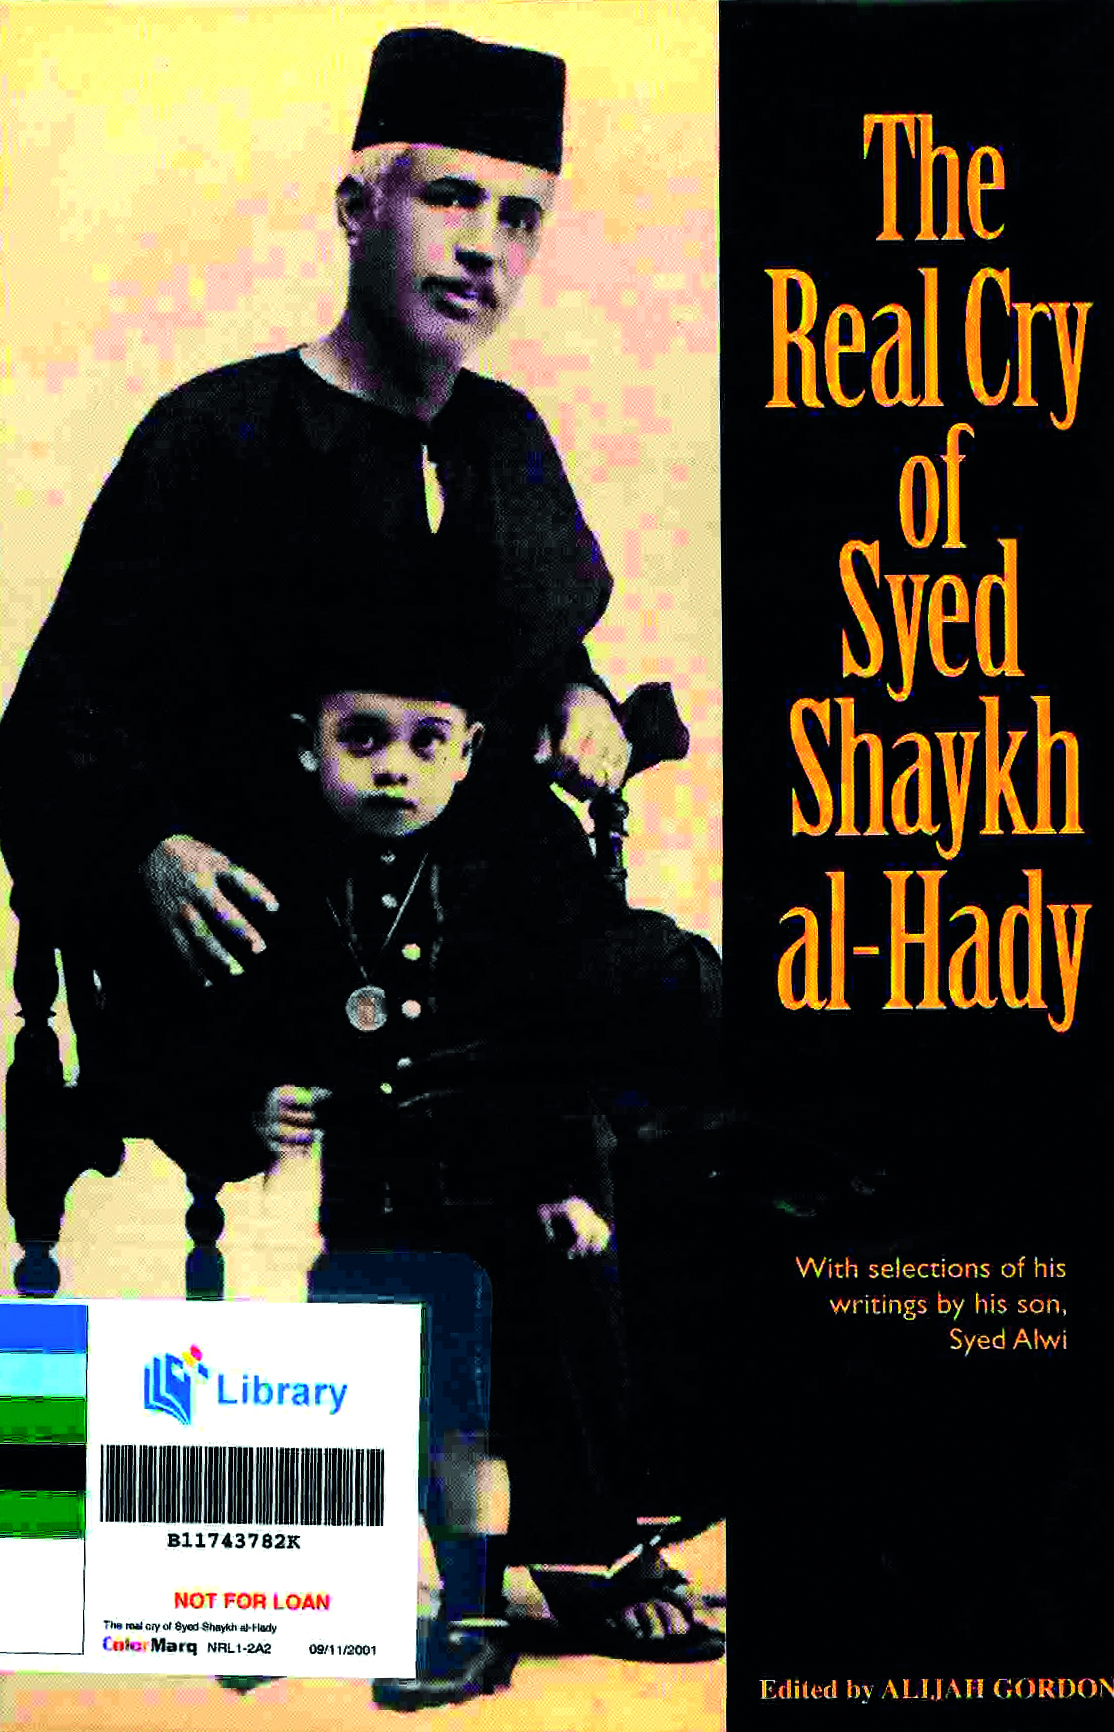 The
Real Cry
of
Syed
Shaykh
al-Hady
With selections of his
writings by his son,
Syed Alwi
Edited by ALIJAH GORDON
Library
B11743782K
NOT FOR LOAN
The real cry of Syed Shaykh al-Hady
ColorMarq NRL1-2A2 09/11/2001